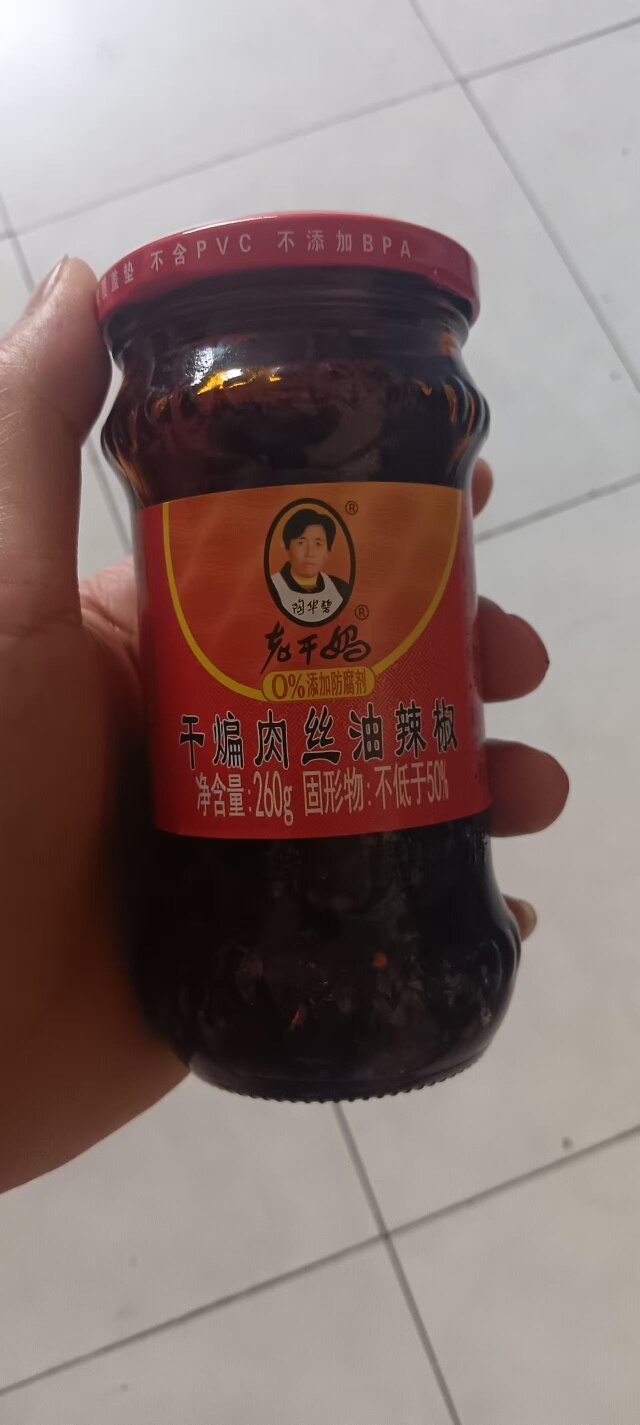 盖垫 不含PVC 不添加BPA
®
陶华碧
®
老干妈
0%添加防腐剂
干煸肉丝油辣椒
净含量:260g 固形物:不低于50%